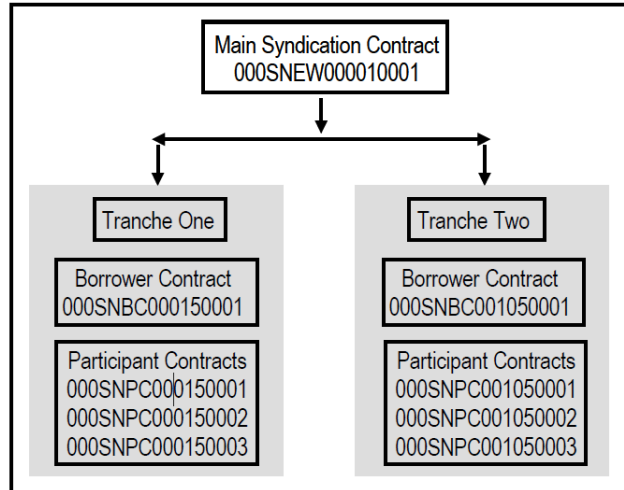 Main Syndication Contract
000SNEW000010001
Tranche One
Borrower Contract
000SNBC000150001
Participant Contracts
000SNPC000150001
000SNPC000150002
000SNPC000150003
Tranche Two
Borrower Contract
000SNBC001050001
Participant Contracts
000SNPC001050001
000SNPC001050002
000SNPC001050003